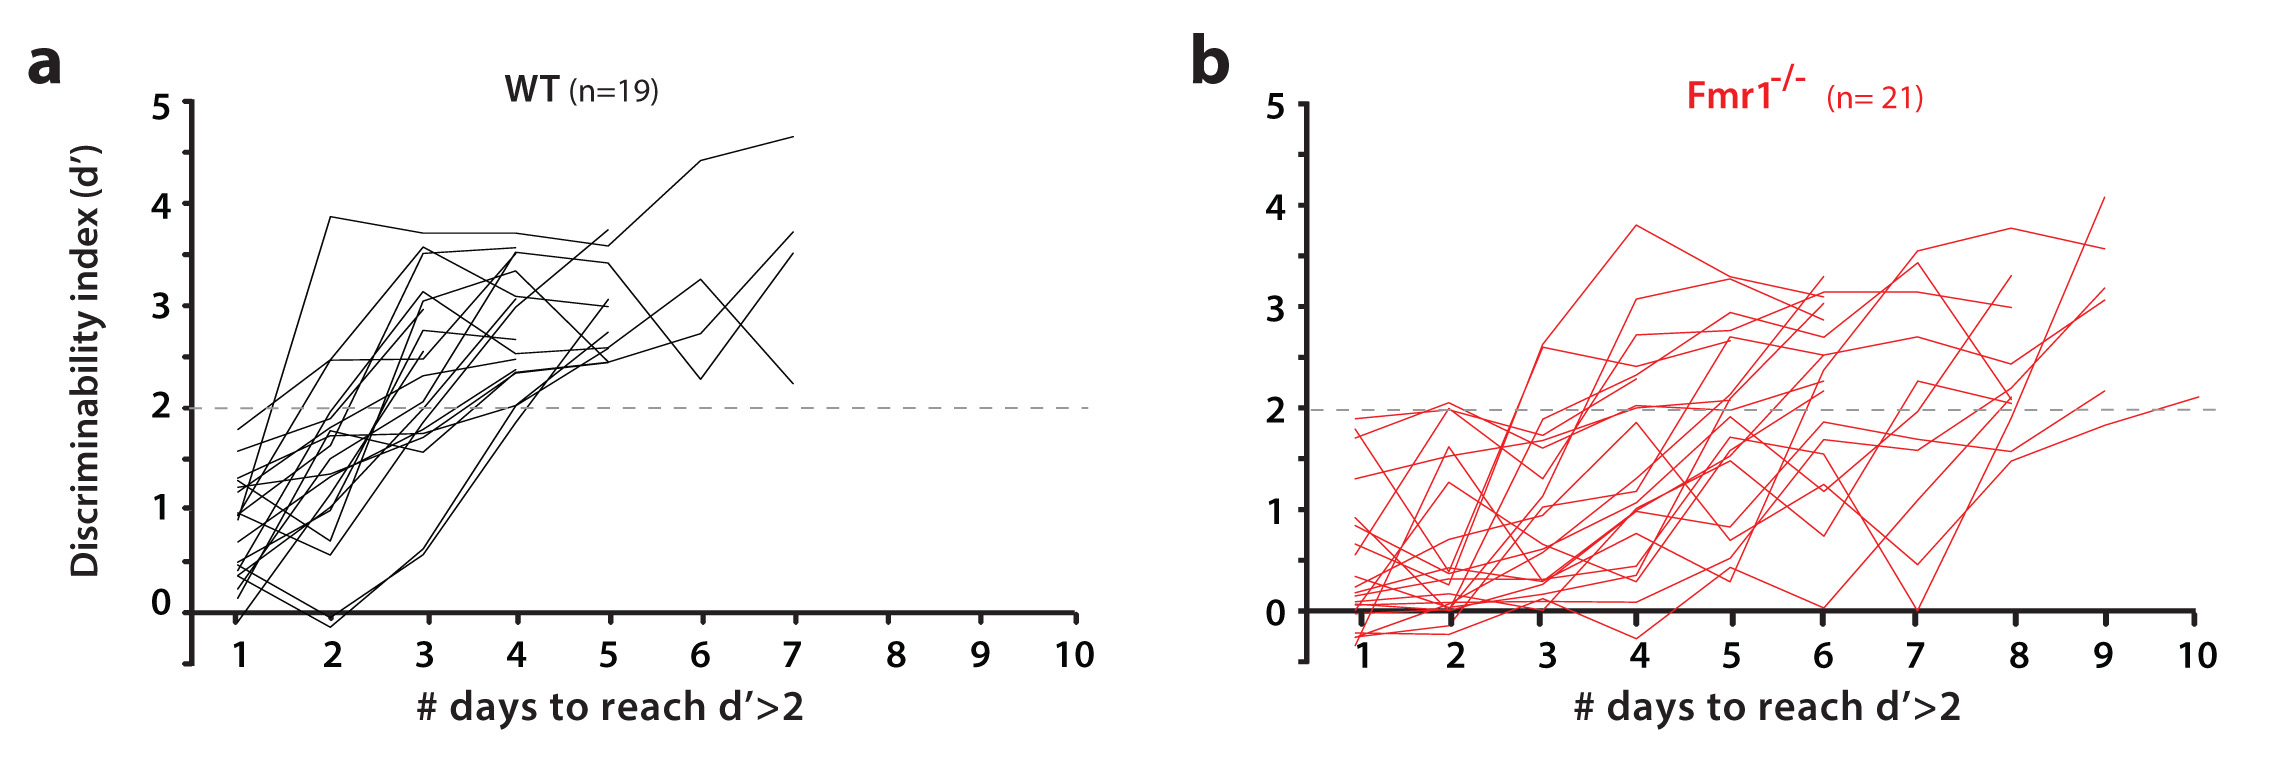 a
WT (n=19)
Discriminability index (d′)
5
4
3
2
1
0
1 2 3 4 5 6 7 8 9 10
# days to reach d′>2
b
Fmr1-/- (n= 21)
5
4
3
2
1
0
1 2 3 4 5 6 7 8 9 10
# days to reach d′>2